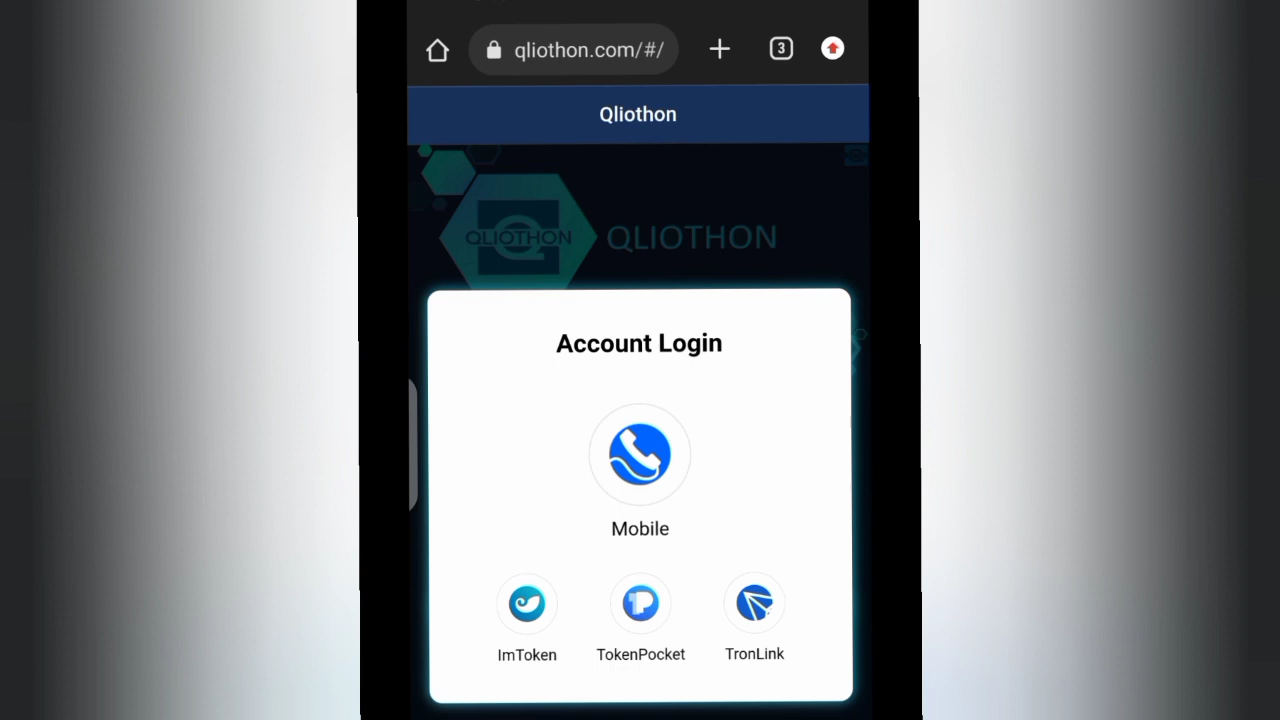 qliothon.com/#/
3
Qliothon
QLIOTHON
QLIOTHON
Account Login
Mobile
ImToken
TokenPocket
TronLink